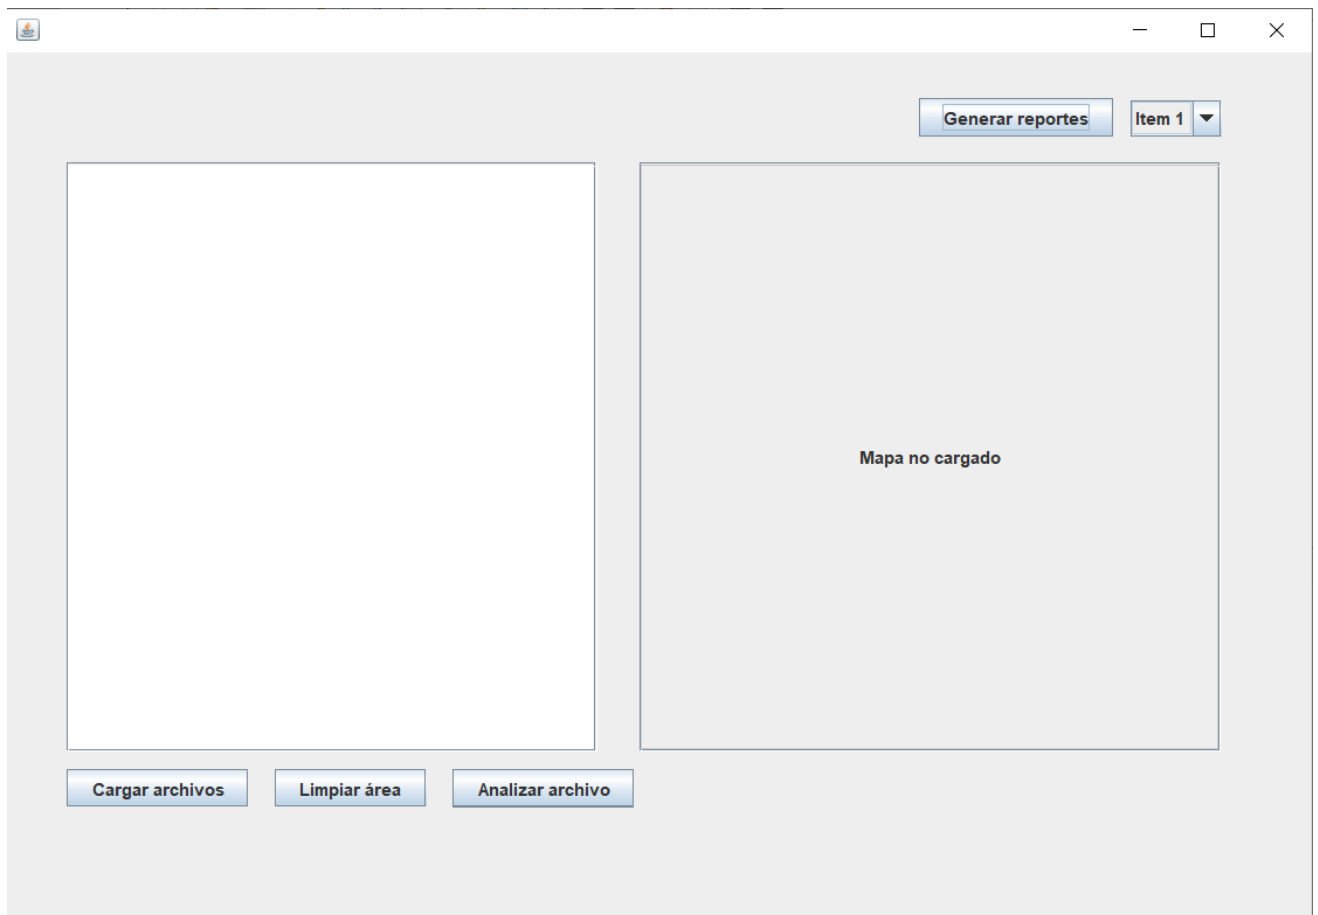 Generar reportes
Item 1
Mapa no cargado
Cargar archivos
Limpiar área
Analizar archivo